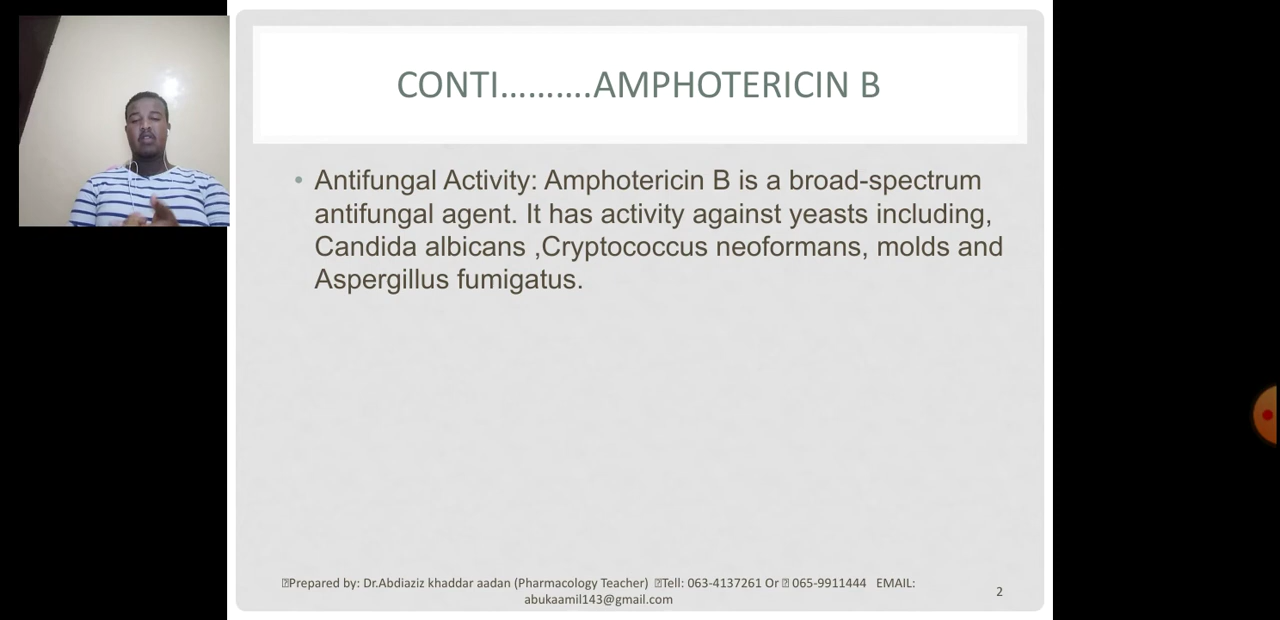 CONTI..........AMPHOTERICIN B
• Antifungal Activity: Amphotericin B is a broad-spectrum
antifungal agent. It has activity against yeasts including,
Candida albicans ,Cryptococcus neoformans, molds and
Aspergillus fumigatus.
Prepared by: Dr.Abdiaziz khaddar aadan (Pharmacology Teacher) Tell: 063-4137261 Or 065-9911444 EMAIL:
abukaamil143@gmail.com
2